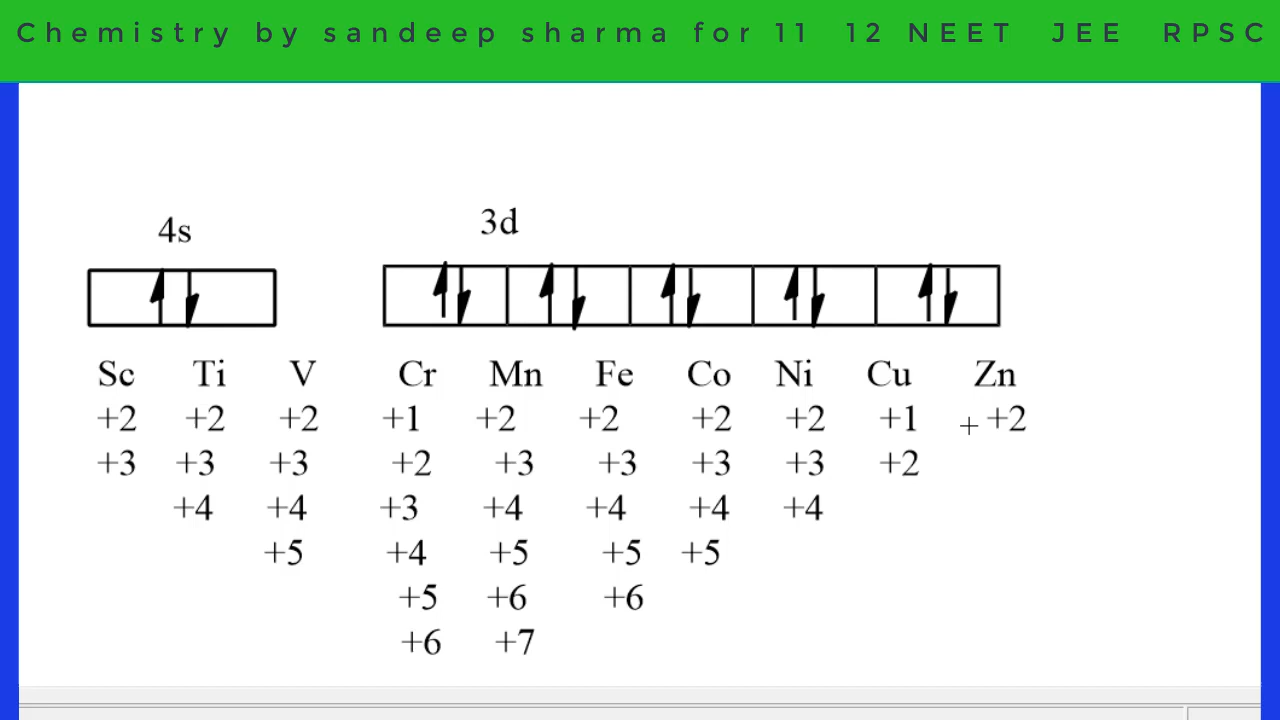 Chemistry by sandeep sharma for 11 12 NEET JEE RPSC
4s 3d
Sc Ti V Cr Mn Fe Co Ni Cu Zn
+2 +2 +2 +1 +2 +2 +2 +2 +1 +2
+3 +3 +3 +2 +3 +3 +3 +3 +2
+4 +4 +3 +4 +4 +4 +4
+5 +4 +5 +5 +5
+5 +6 +6
+6 +7